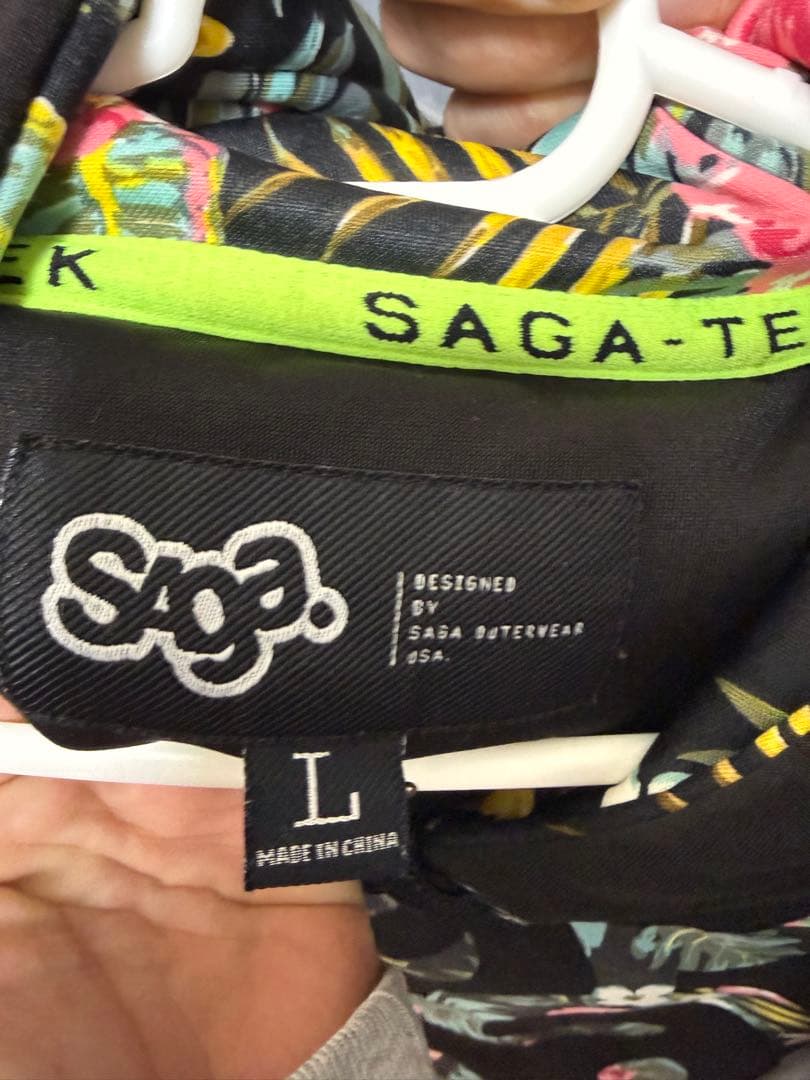 EK SAGA-TE
Saga.
DESIGNED
BY
SAGA OUTERWEAR
USA.
L
MADE IN CHINA